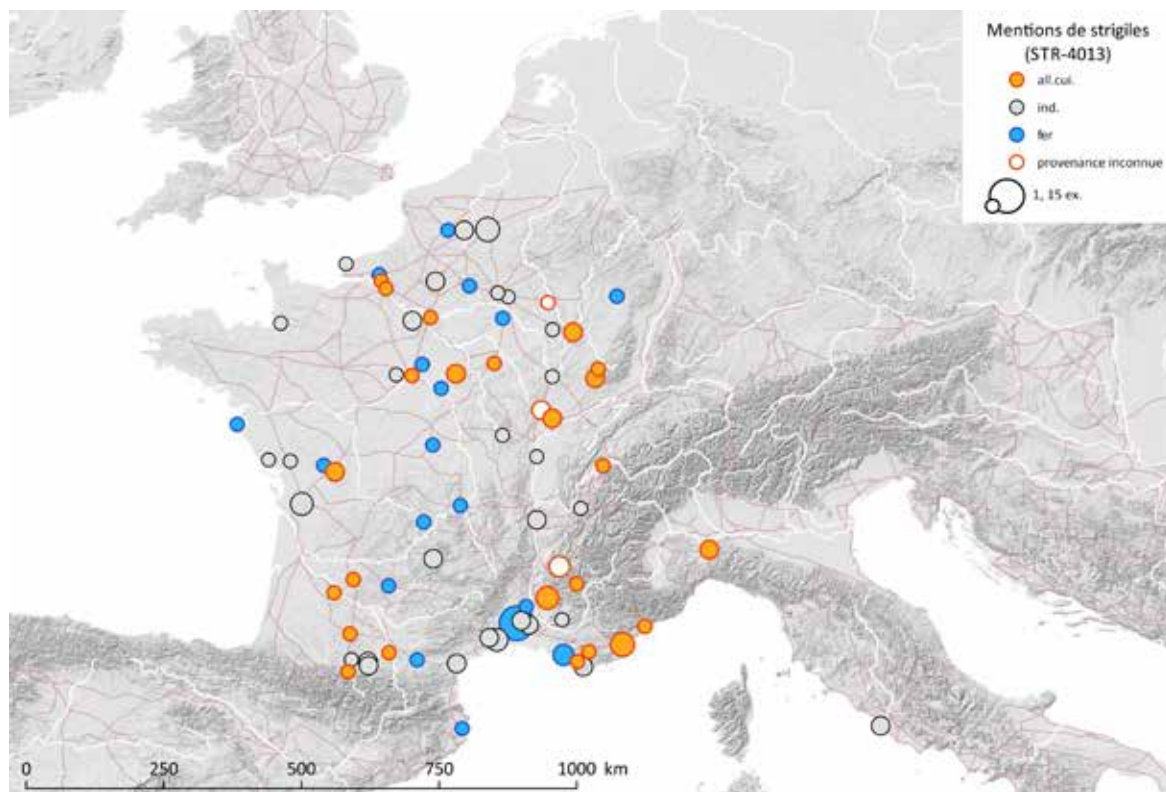 Mentions de strigiles
(STR-4013)
all.cui.
ind.
fer
provenance inconnue
1, 15 ex.
0 250 500 750 1000 km